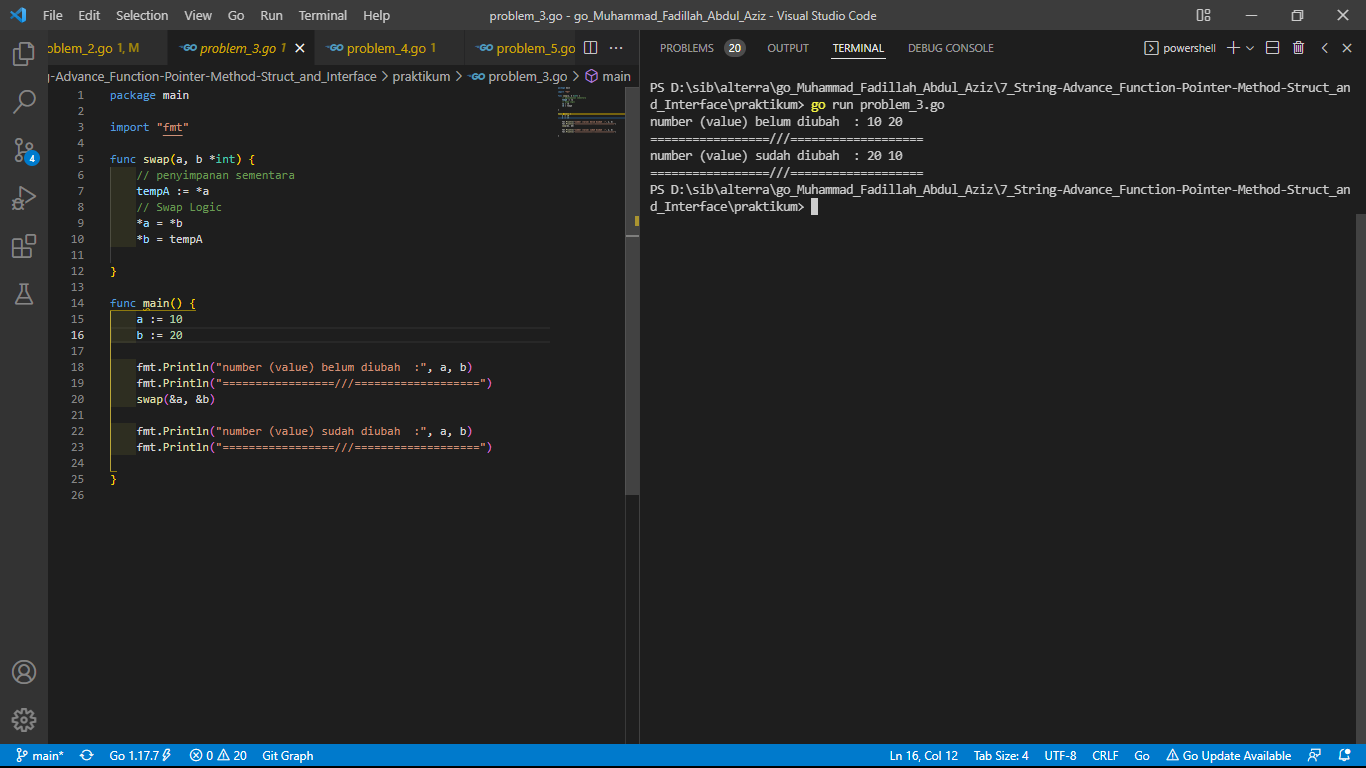 File Edit Selection View Go Run Terminal Help problem_3.go - go_Muhammad_Fadillah_Abdul_Aziz - Visual Studio Code
oblem_2.go 1, M problem_3.go 1 problem_4.go 1 problem_5.go
g-Advance_Function-Pointer-Method-Struct_and_Interface > praktikum > problem_3.go > main
1 package main
2
3 import "fmt"
4
5 func swap(a, b *int) {
6 // penyimpanan sementara
7 tempA := *a
8 // Swap Logic
9 *a = *b
10 *b = tempA
11
12 }
13
14 func main() {
15 a := 10
16 b := 20
17
18 fmt.Println("number (value) belum diubah  :", a, b)
19 fmt.Println("=================///===================")
20 swap(&a, &b)
21
22 fmt.Println("number (value) sudah diubah  :", a, b)
23 fmt.Println("=================///===================")
24
25 }
26
PROBLEMS 20 OUTPUT TERMINAL DEBUG CONSOLE powershell
PS D:\sib\alterra\go_Muhammad_Fadillah_Abdul_Aziz\7_String-Advance_Function-Pointer-Method-Struct_an
d_Interface\praktikum> go run problem_3.go
number (value) belum diubah  : 10 20
=================///===================
number (value) sudah diubah  : 20 10
=================///===================
PS D:\sib\alterra\go_Muhammad_Fadillah_Abdul_Aziz\7_String-Advance_Function-Pointer-Method-Struct_an
d_Interface\praktikum>
4
main* Go 1.17.7 0 20 Git Graph Ln 16, Col 12 Tab Size: 4 UTF-8 CRLF Go Go Update Available